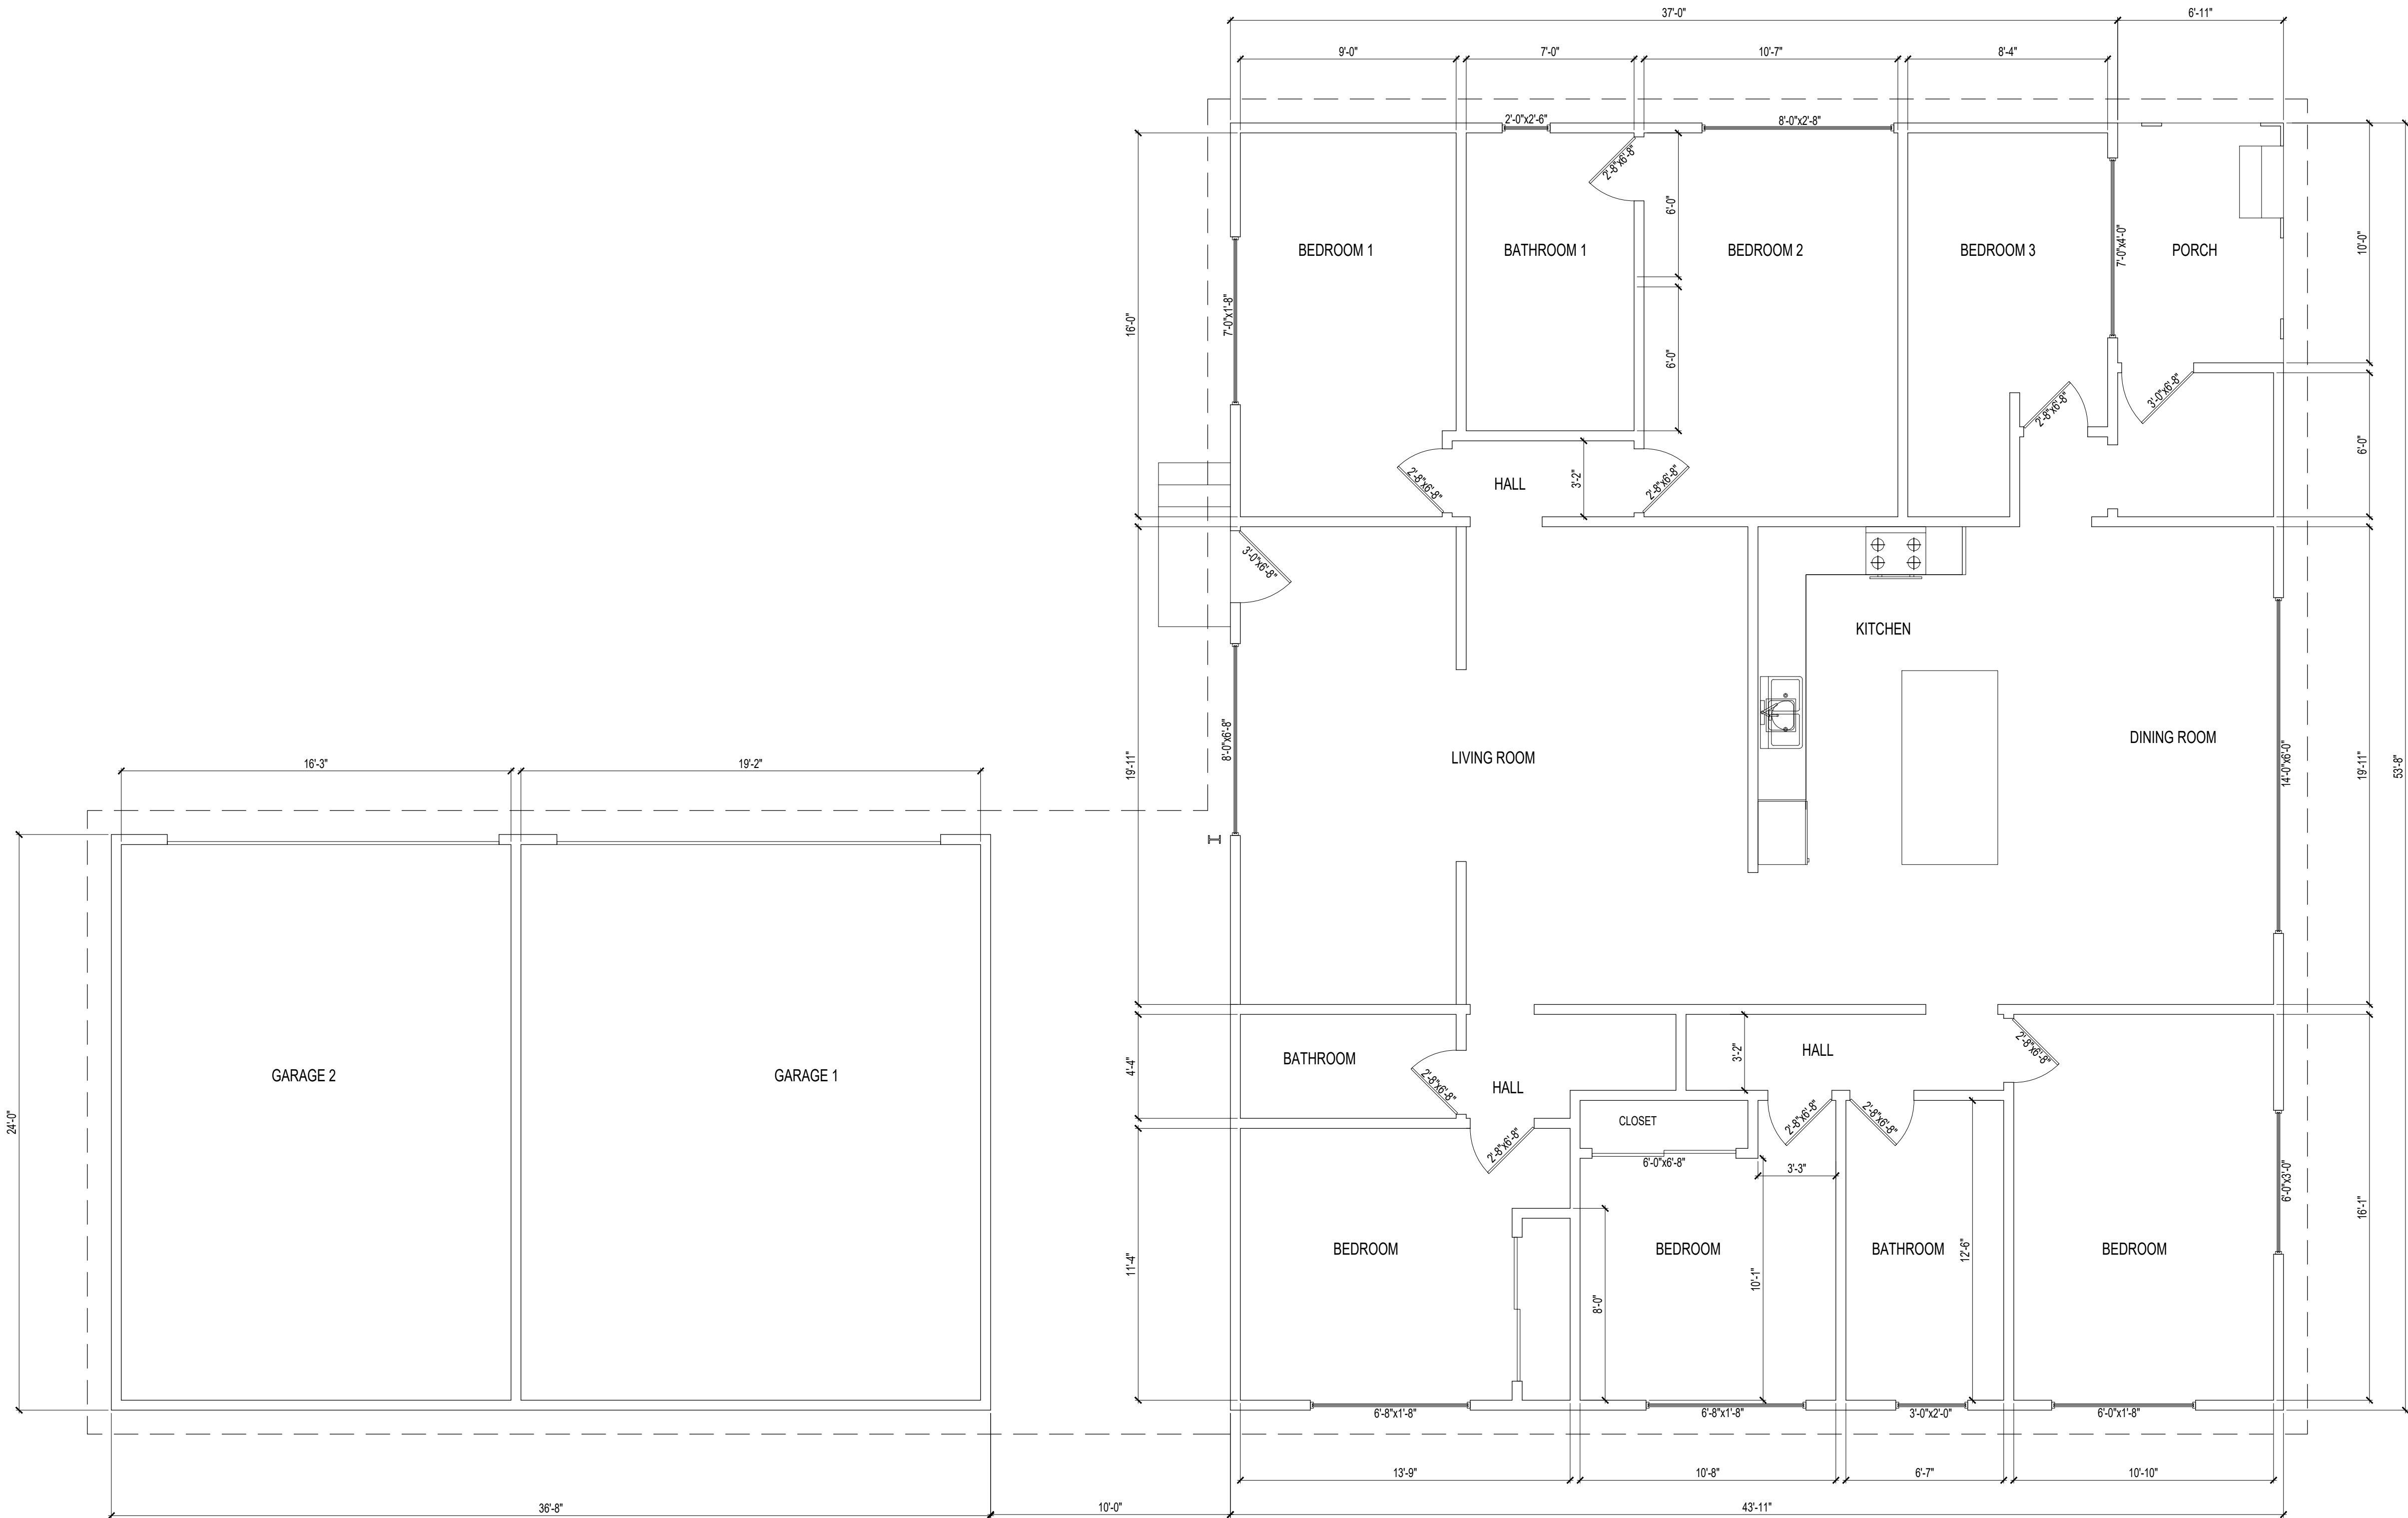 37'-0"
6'-11"
9'-0"
7'-0"
10'-7"
8'-4"
2'-0"x2'-6"
8'-0"x2'-8"
2'-8"x6'-8"
6'-0"
BEDROOM 1
BATHROOM 1
BEDROOM 2
BEDROOM 3
7'-0"x4'-0"
PORCH
10'-0"
16'-0"
7'-0"x1'-8"
6'-0"
2'-8"x6'-8"
3'-0"x6'-8"
6'-0"
2'-8"x6'-8"
HALL
3'-2"
2'-8"x6'-8"
3'-0"x6'-8"
KITCHEN
19'-11"
8'-0"x6'-8"
LIVING ROOM
DINING ROOM
14'-0"x6'-0"
19'-11"
53'-8"
16'-3"
19'-2"
24'-0"
GARAGE 2
GARAGE 1
4'-4"
BATHROOM
2'-8"x6'-8"
HALL
3'-2"
HALL
2'-8"x6'-8"
CLOSET
2'-8"x6'-8"
2'-8"x6'-8"
2'-8"x6'-8"
6'-0"x6'-8"
3'-3"
6'-0"x3'-0"
16'-1"
11'-4"
BEDROOM
8'-0"
BEDROOM
10'-1"
BATHROOM
12'-6"
BEDROOM
6'-8"x1'-8"
6'-8"x1'-8"
3'-0"x2'-0"
6'-0"x1'-8"
13'-9"
10'-8"
6'-7"
10'-10"
36'-8"
10'-0"
43'-11"